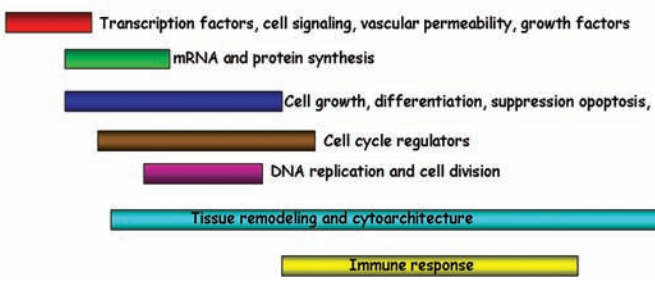 Transcription factors, cell signaling, vascular permeability, growth factors
mRNA and protein synthesis
Cell growth, differentiation, suppression opoptosis,
Cell cycle regulators
DNA replication and cell division
Tissue remodeling and cytoarchitecture
Immune response